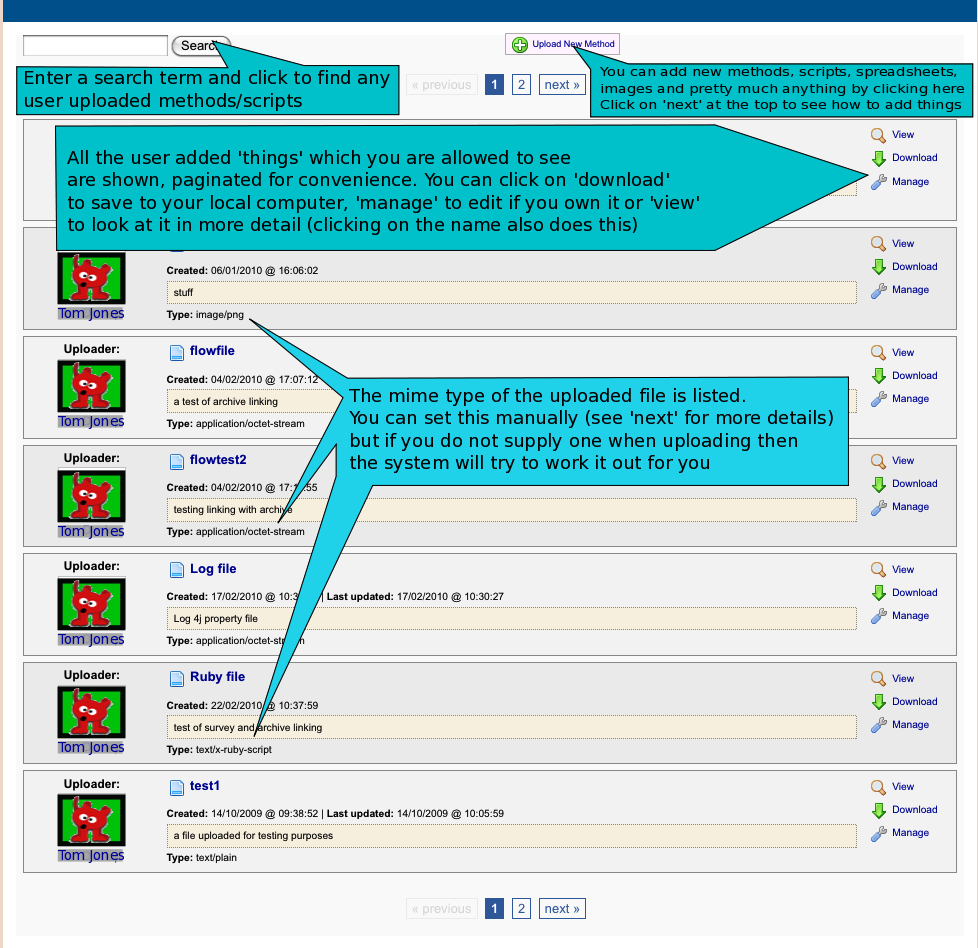 Search
Upload New Method
Enter a search term and click to find any
user uploaded methods/scripts
« previous 1 2 next »
You can add new methods, scripts, spreadsheets,
images and pretty much anything by clicking here
Click on 'next' at the top to see how to add things
All the user added 'things' which you are allowed to see
are shown, paginated for convenience. You can click on 'download'
to save to your local computer, 'manage' to edit if you own it or 'view'
to look at it in more detail (clicking on the name also does this)
View
Download
Manage
Created: 06/01/2010 @ 16:06:02
stuff
Tom Jones
Type: image/png
View
Download
Manage
Uploader:
flowfile
Created: 04/02/2010 @ 17:07:12
a test of archive linking
Tom Jones
Type: application/octet-stream
View
Download
Manage
The mime type of the uploaded file is listed.
You can set this manually (see 'next' for more details)
but if you do not supply one when uploading then
the system will try to work it out for you
Uploader:
flowtest2
Created: 04/02/2010 @
testing linking with archive
Tom Jones
Type: application/octet-stream
View
Download
Manage
Uploader:
Log file
Created: 17/02/2010 @ | Last updated: 17/02/2010 @ 10:30:27
Log 4j property file
Tom Jones
Type: application/octet-stream
View
Download
Manage
Uploader:
Ruby file
Created: 22/02/2010 @ 10:37:59
test of survey and archive linking
Tom Jones
Type: text/x-ruby-script
View
Download
Manage
Uploader:
test1
Created: 14/10/2009 @ 09:38:52 | Last updated: 14/10/2009 @ 10:05:59
a file uploaded for testing purposes
Tom Jones
Type: text/plain
View
Download
Manage
« previous 1 2 next »